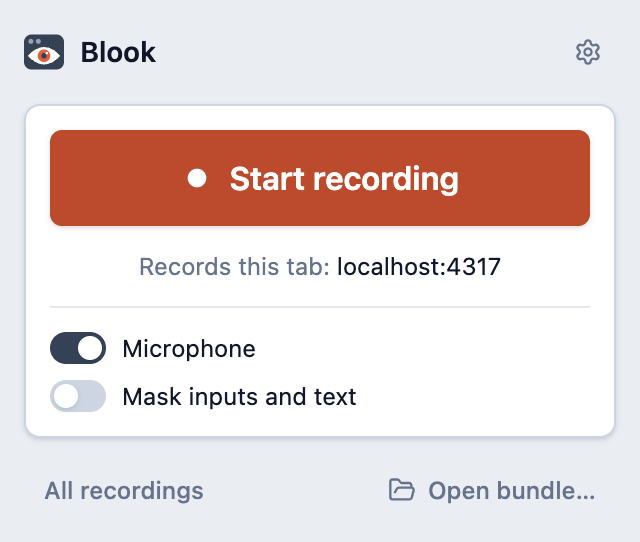 Blook
Start recording
Records this tab: localhost:4317
Microphone
Mask inputs and text
All recordings
Open bundle...